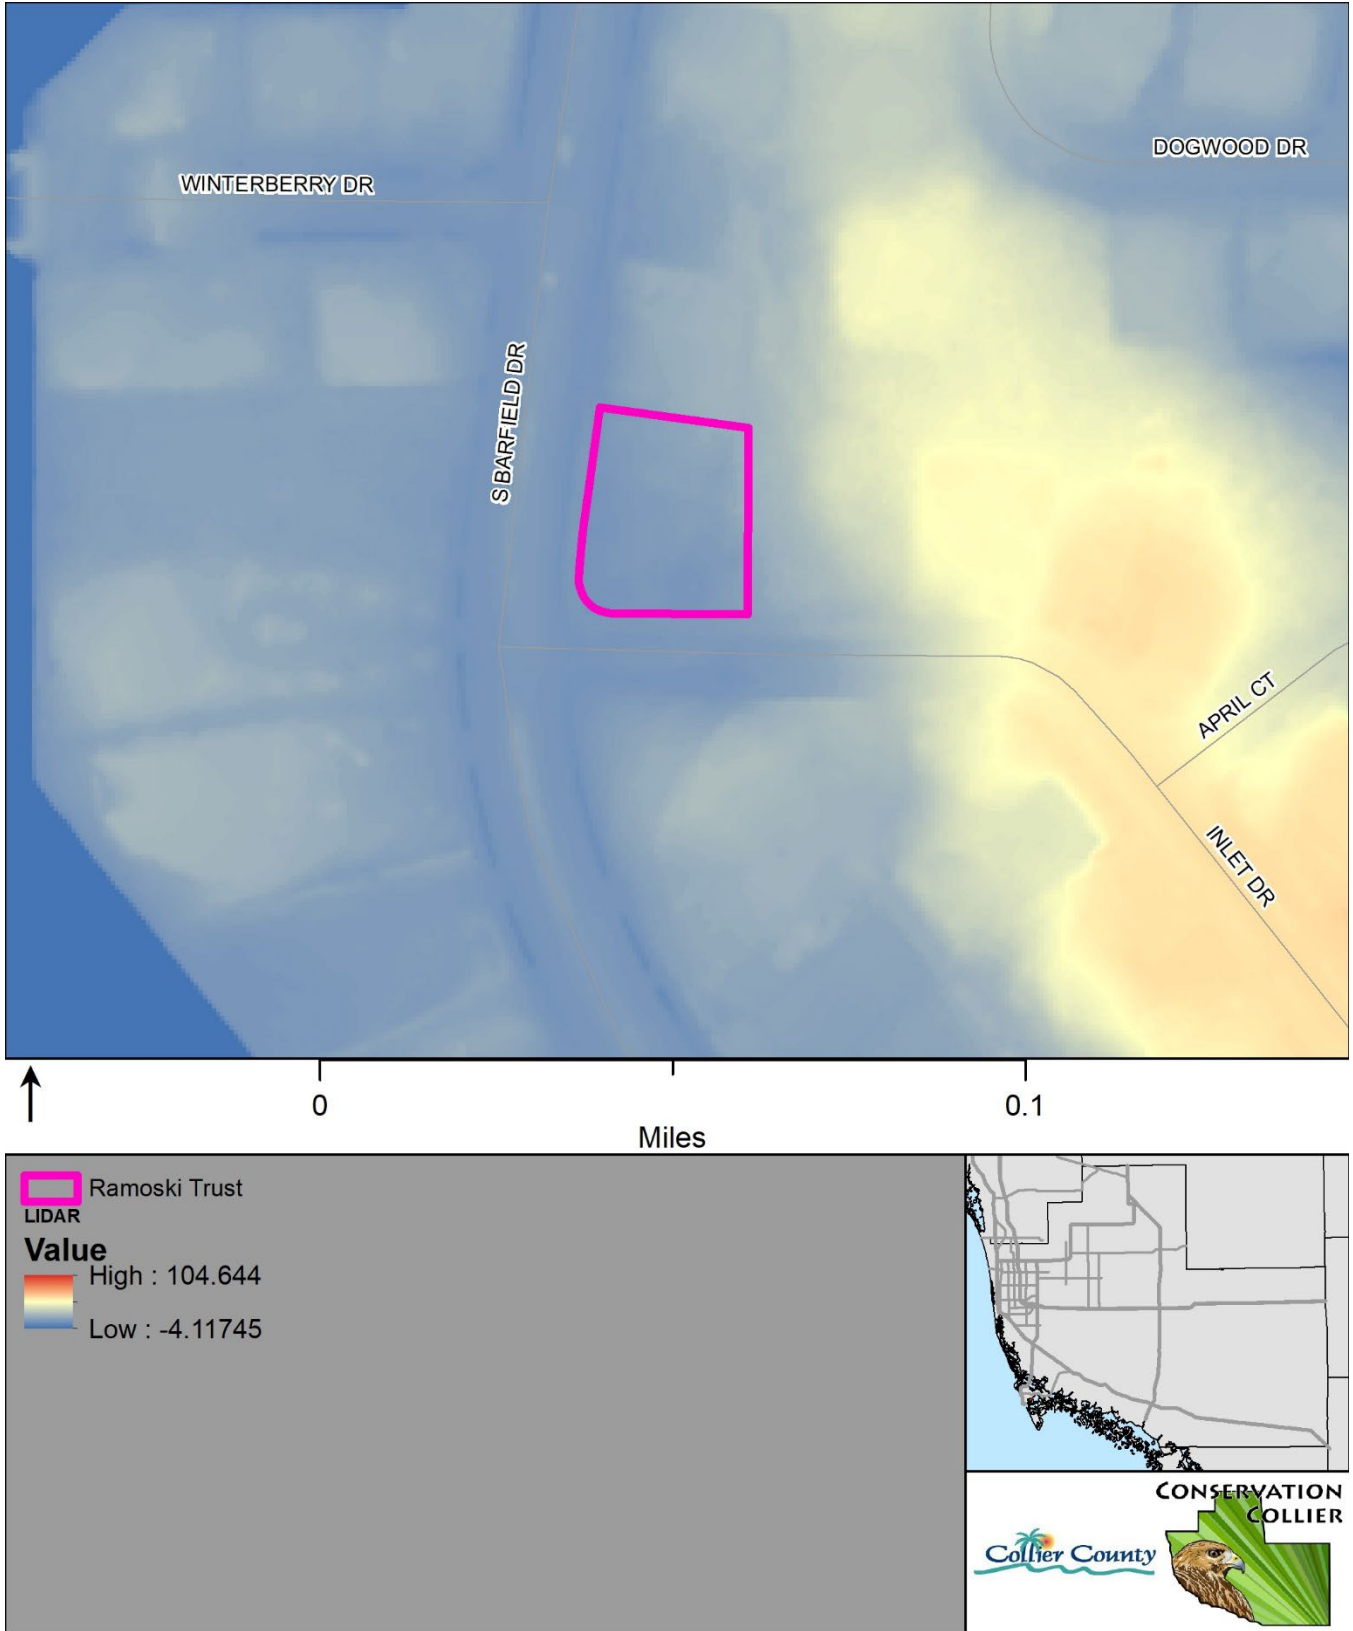 DOGWOOD DR
WINTERBERRY DR
S BARFIELD DR
APRIL CT
INLET DR
0
0.1
Miles
Ramoski Trust
LIDAR
Value
High : 104.644
Low : -4.11745
CONSERVATION
COLLIER
Collier County